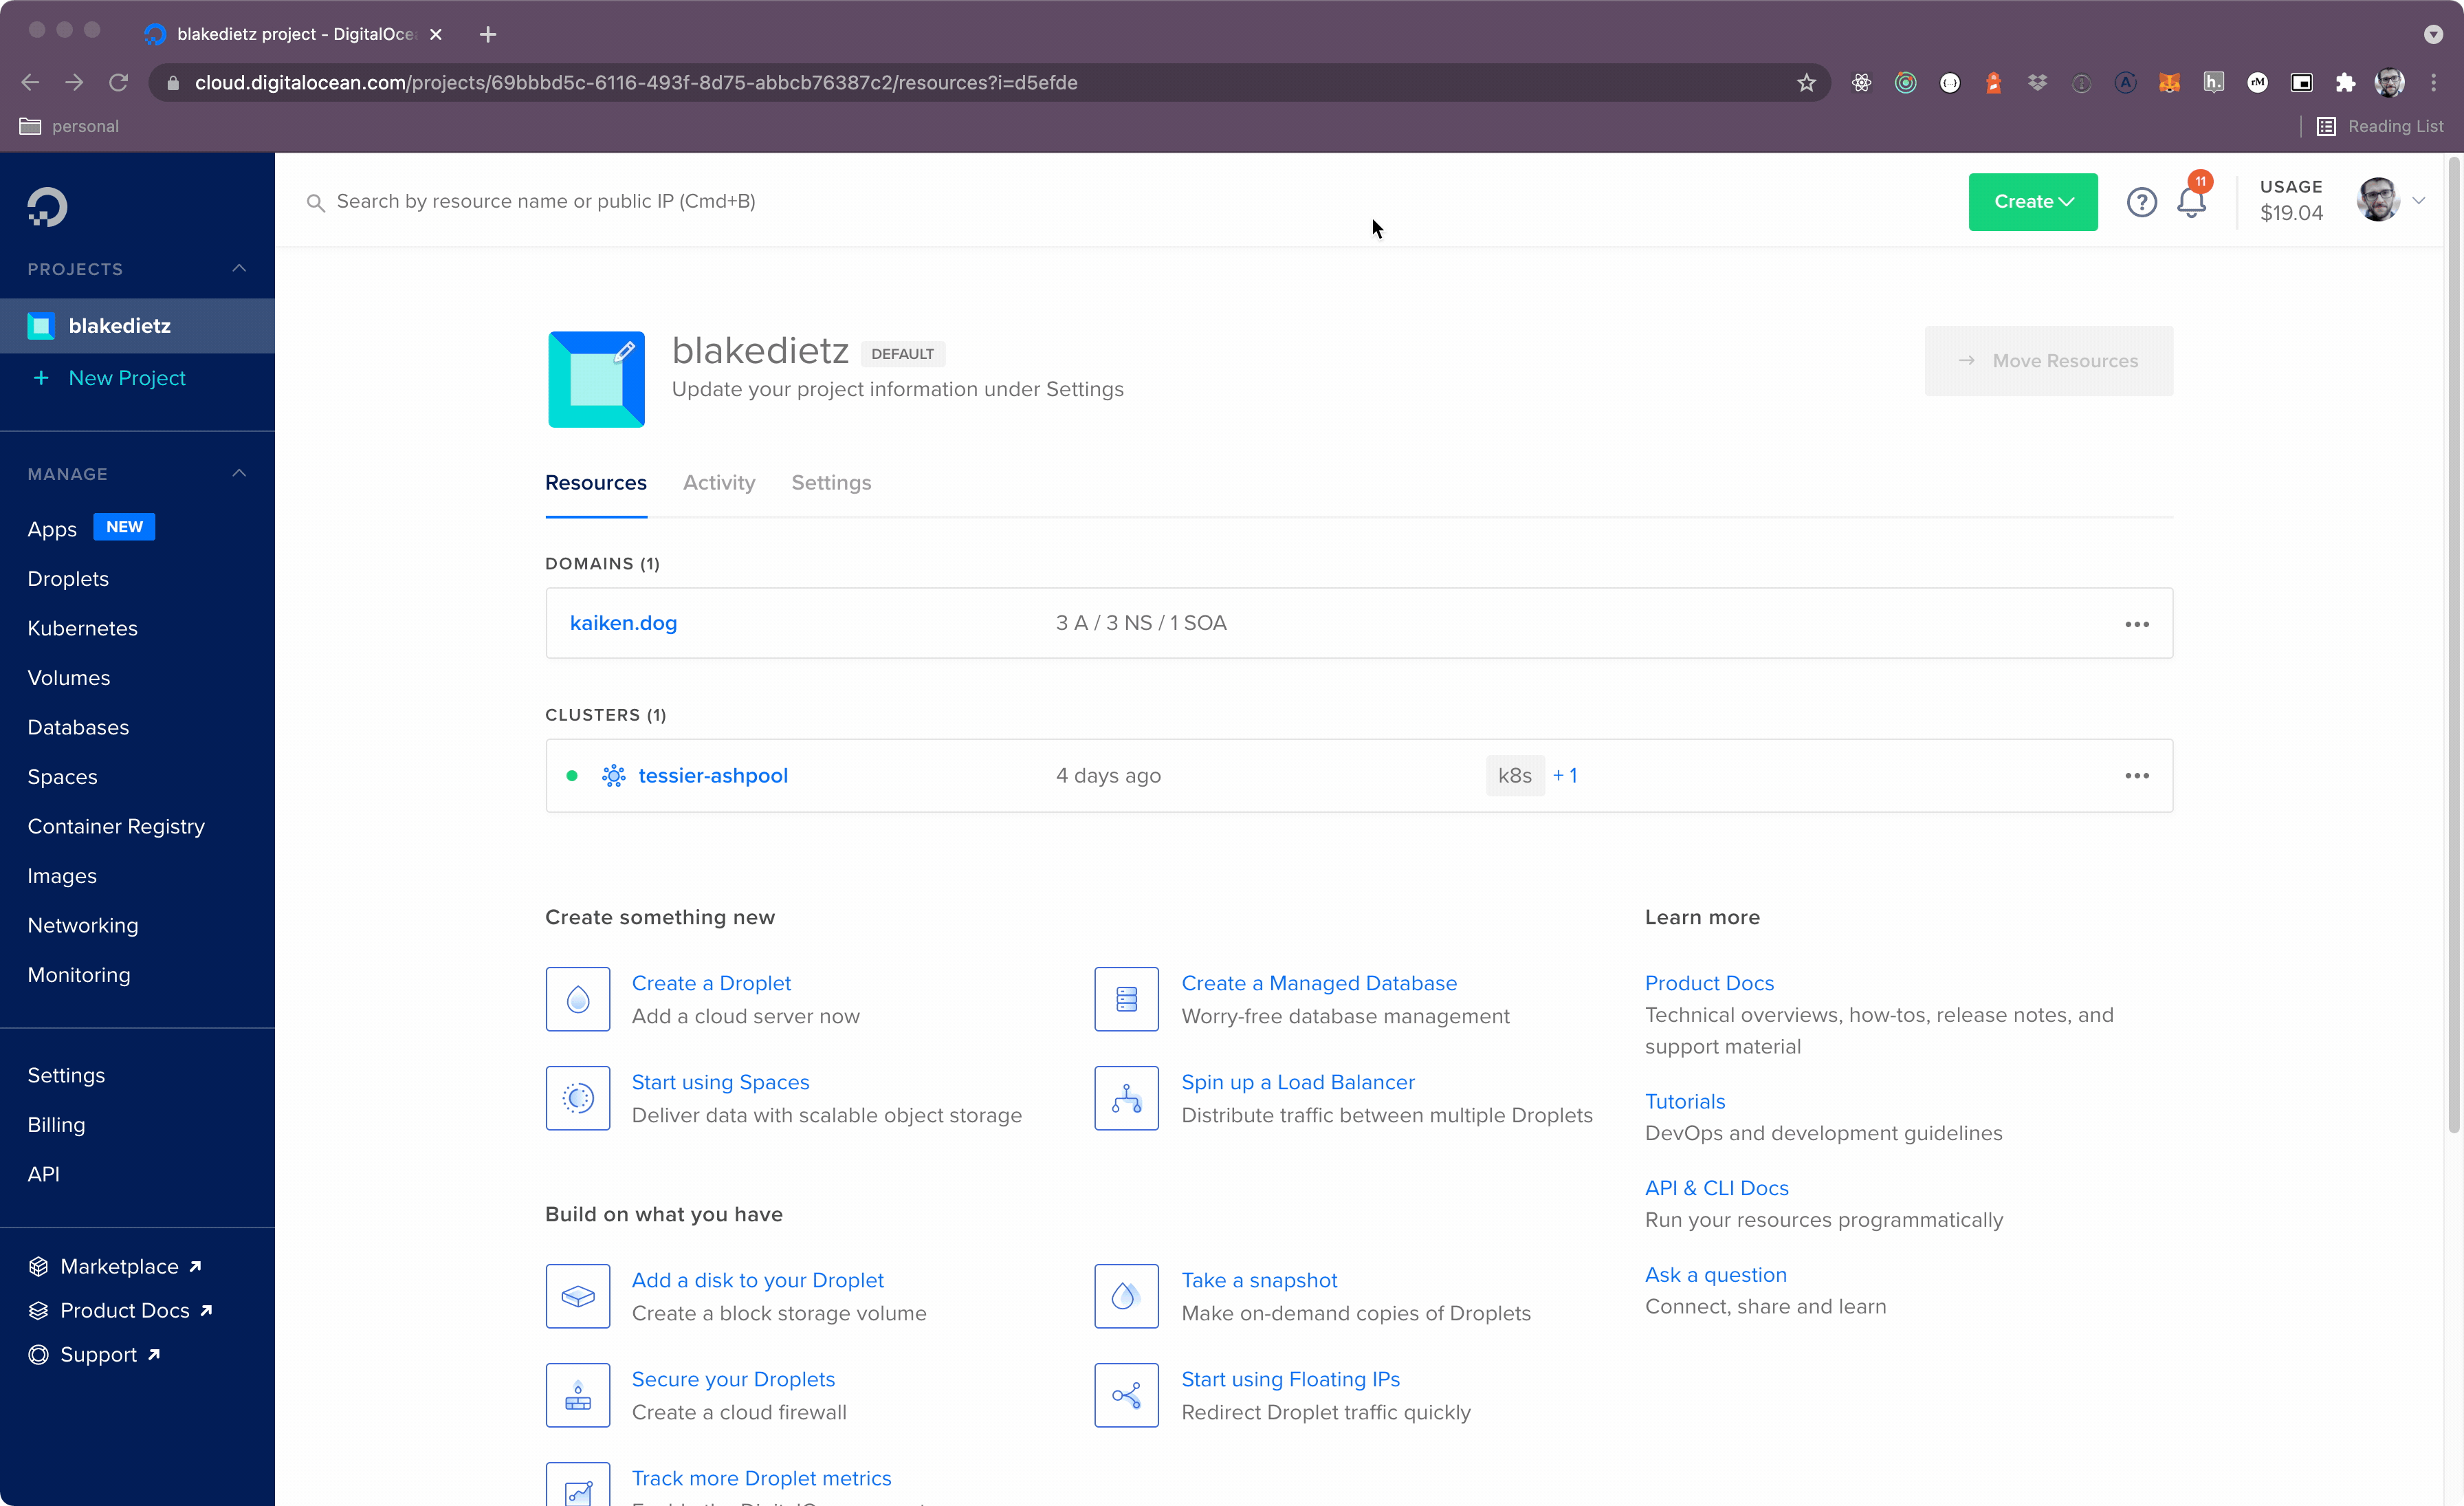 blakedietz project - DigitalOce
cloud.digitalocean.com/projects/69bbbd5c-6116-493f-8d75-abbcb76387c2/resources?i=d5efde
personal
Reading List
Search by resource name or public IP (Cmd+B)
Create
11
USAGE
$19.04
PROJECTS
blakedietz
+ New Project
MANAGE
Apps NEW
Droplets
Kubernetes
Volumes
Databases
Spaces
Container Registry
Images
Networking
Monitoring
Settings
Billing
API
Marketplace
Product Docs
Support
blakedietz DEFAULT
Update your project information under Settings
Move Resources
Resources Activity Settings
DOMAINS (1)
kaiken.dog 3 A / 3 NS / 1 SOA
CLUSTERS (1)
tessier-ashpool 4 days ago k8s + 1
Create something new
Create a Droplet
Add a cloud server now
Create a Managed Database
Worry-free database management
Start using Spaces
Deliver data with scalable object storage
Spin up a Load Balancer
Distribute traffic between multiple Droplets
Build on what you have
Add a disk to your Droplet
Create a block storage volume
Take a snapshot
Make on-demand copies of Droplets
Secure your Droplets
Create a cloud firewall
Start using Floating IPs
Redirect Droplet traffic quickly
Track more Droplet metrics
Learn more
Product Docs
Technical overviews, how-tos, release notes, and
support material
Tutorials
DevOps and development guidelines
API & CLI Docs
Run your resources programmatically
Ask a question
Connect, share and learn